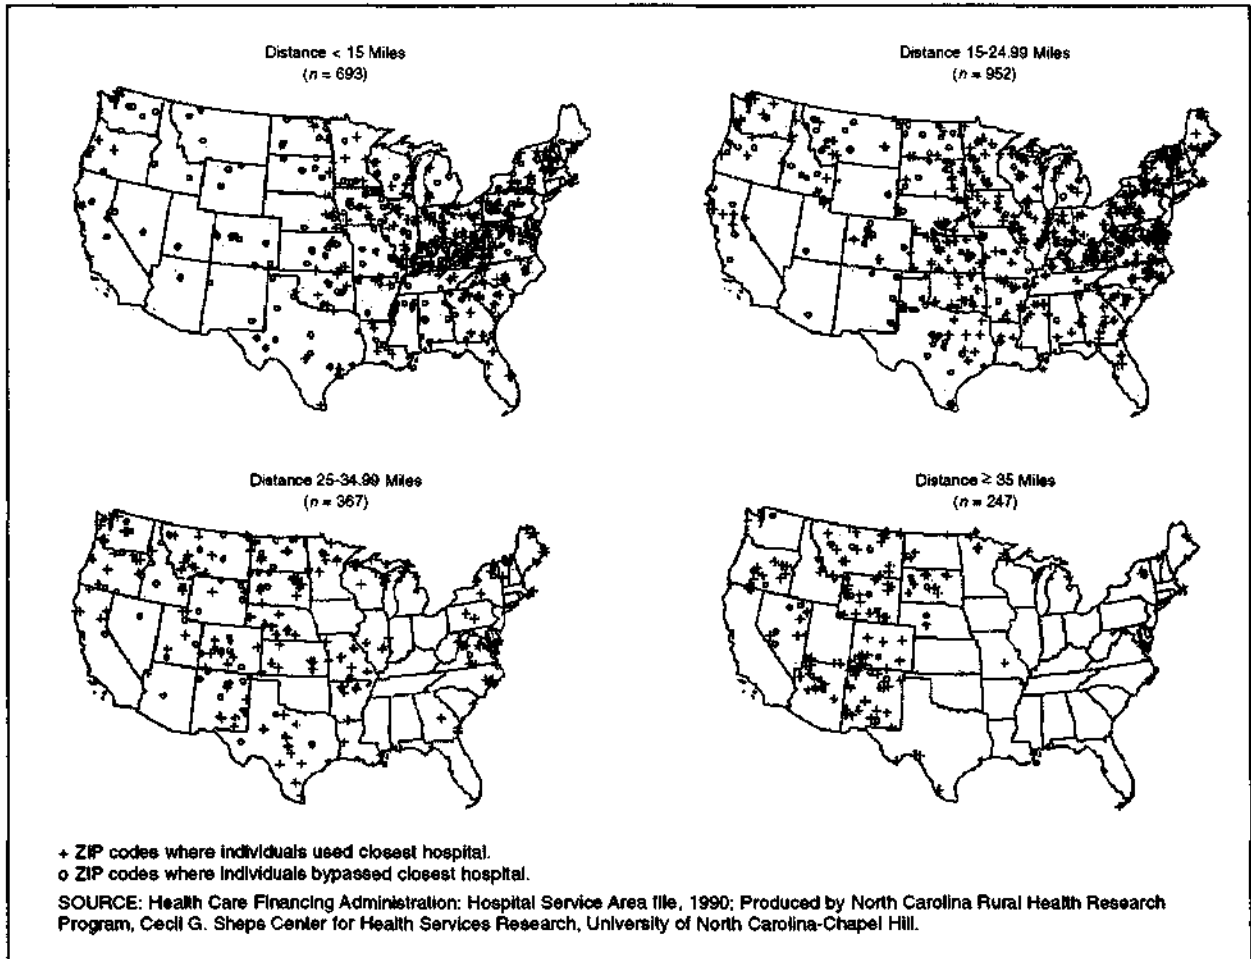 Distance < 15 Miles
(n = 693)
Distance 15-24.99 Miles
(n = 952)
Distance 25-34.99 Miles
(n = 367)
Distance ≥ 35 Miles
(n = 247)
+ ZIP codes where individuals used closest hospital.
o ZIP codes where individuals bypassed closest hospital.
SOURCE: Health Care Financing Administration: Hospital Service Area file, 1990; Produced by North Carolina Rural Health Research
Program, Cecil G. Sheps Center for Health Services Research, University of North Carolina-Chapel Hill.